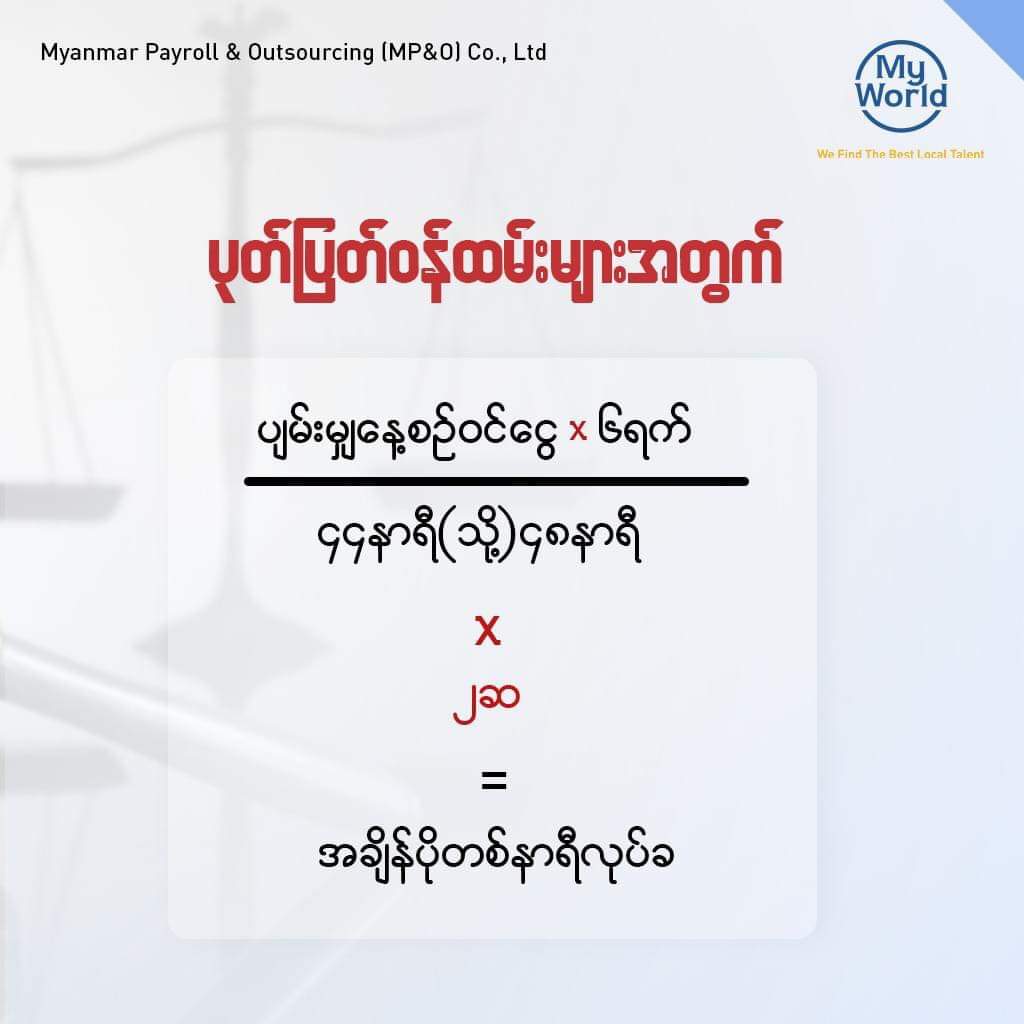 Myanmar Payroll & Outsourcing (MP&O) Co., Ltd
My
World
We Find The Best Local Talent
ပုတ်ပြတ်ဝန်ထမ်းများအတွက်
ပျမ်းမျှနေ့စဉ်ဝင်ငွေ x ၆ရက်
၄၄နာရီ(သို့)၄၈နာရီ
x
၂ဆ
=
အချိန်ပိုတစ်နာရီလုပ်ခ